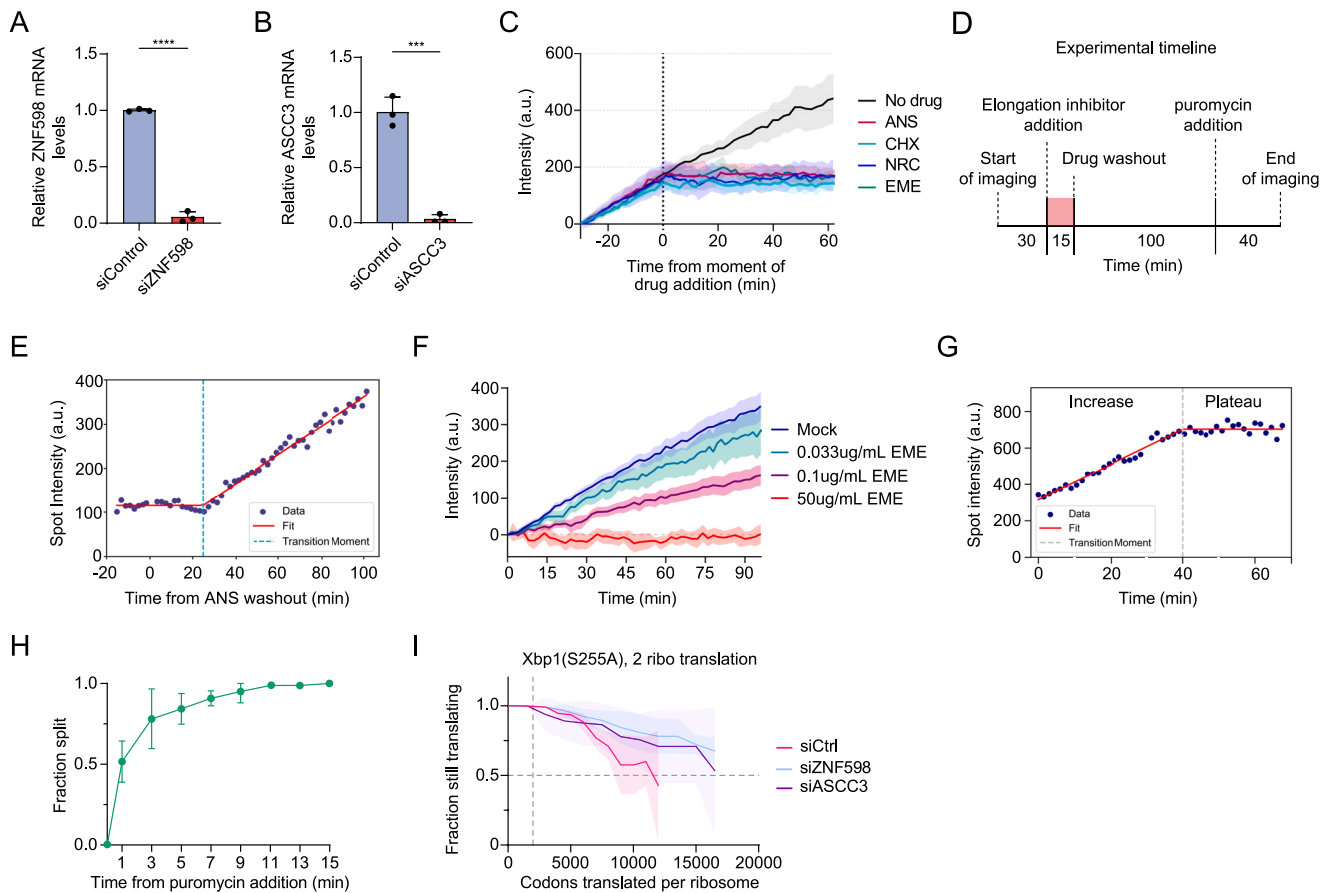 A
Relative ZNF598 mRNA
levels
1.5
1.0
0.5
0.0
****
siControl
siZNF598
B
Relative ASCC3 mRNA
levels
1.5
1.0
0.5
0
***
siControl
siASCC3
C
Intensity (a.u.)
600
400
200
0
-20
0
20
40
60
Time from moment of
drug addition (min)
No drug
ANS
CHX
NRC
EME
D
Experimental timeline
Elongation inhibitor
addition
puromycin
addition
Start
of imaging
Drug washout
End
of imaging
30
15
100
40
Time (min)
E
Spot Intensity (a.u.)
400
300
200
100
0
-20
0
20
40
60
80
100
Time from ANS washout (min)
Data
Fit
Transition Moment
F
Intensity (a.u.)
400
300
200
100
0
0
15
30
45
60
75
90
Time (min)
Mock
0.033ug/mL EME
0.1ug/mL EME
50ug/mL EME
G
Spot intensity (a.u.)
800
600
400
200
0
Increase
Plateau
Data
Fit
Transition Moment
0
20
40
60
Time (min)
H
Fraction split
1.0
0.5
0.0
1
3
5
7
9
11
13
15
Time from puromycin addition (min)
I
Xbp1(S255A), 2 ribo translation
Fraction still translating
1.0
0.5
0
0
5000
10000
15000
20000
Codons translated per ribosome
siCtrl
siZNF598
siASCC3